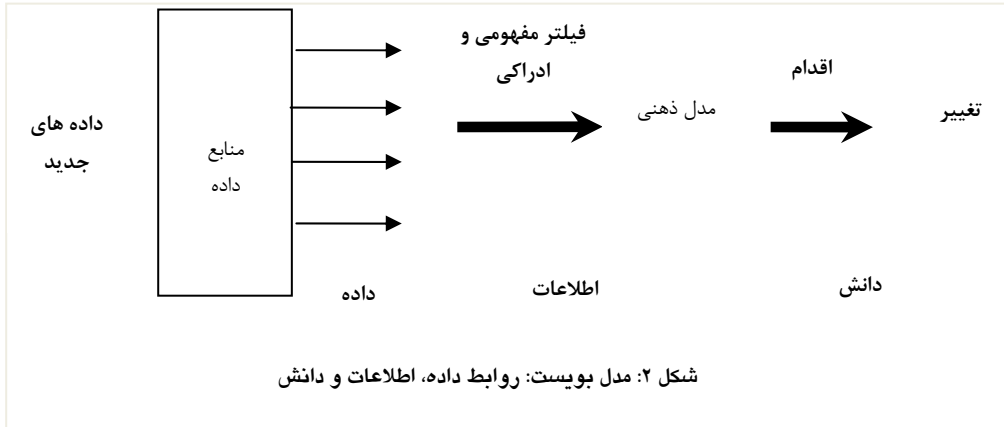 داده های
جدید
منابع
داده
فیلتر مفهومی و
ادراکی
مدل ذهنی
اقدام
تغییر
داده
اطلاعات
دانش
شکل ۲: مدل بویست: روابط داده، اطلاعات و دانش